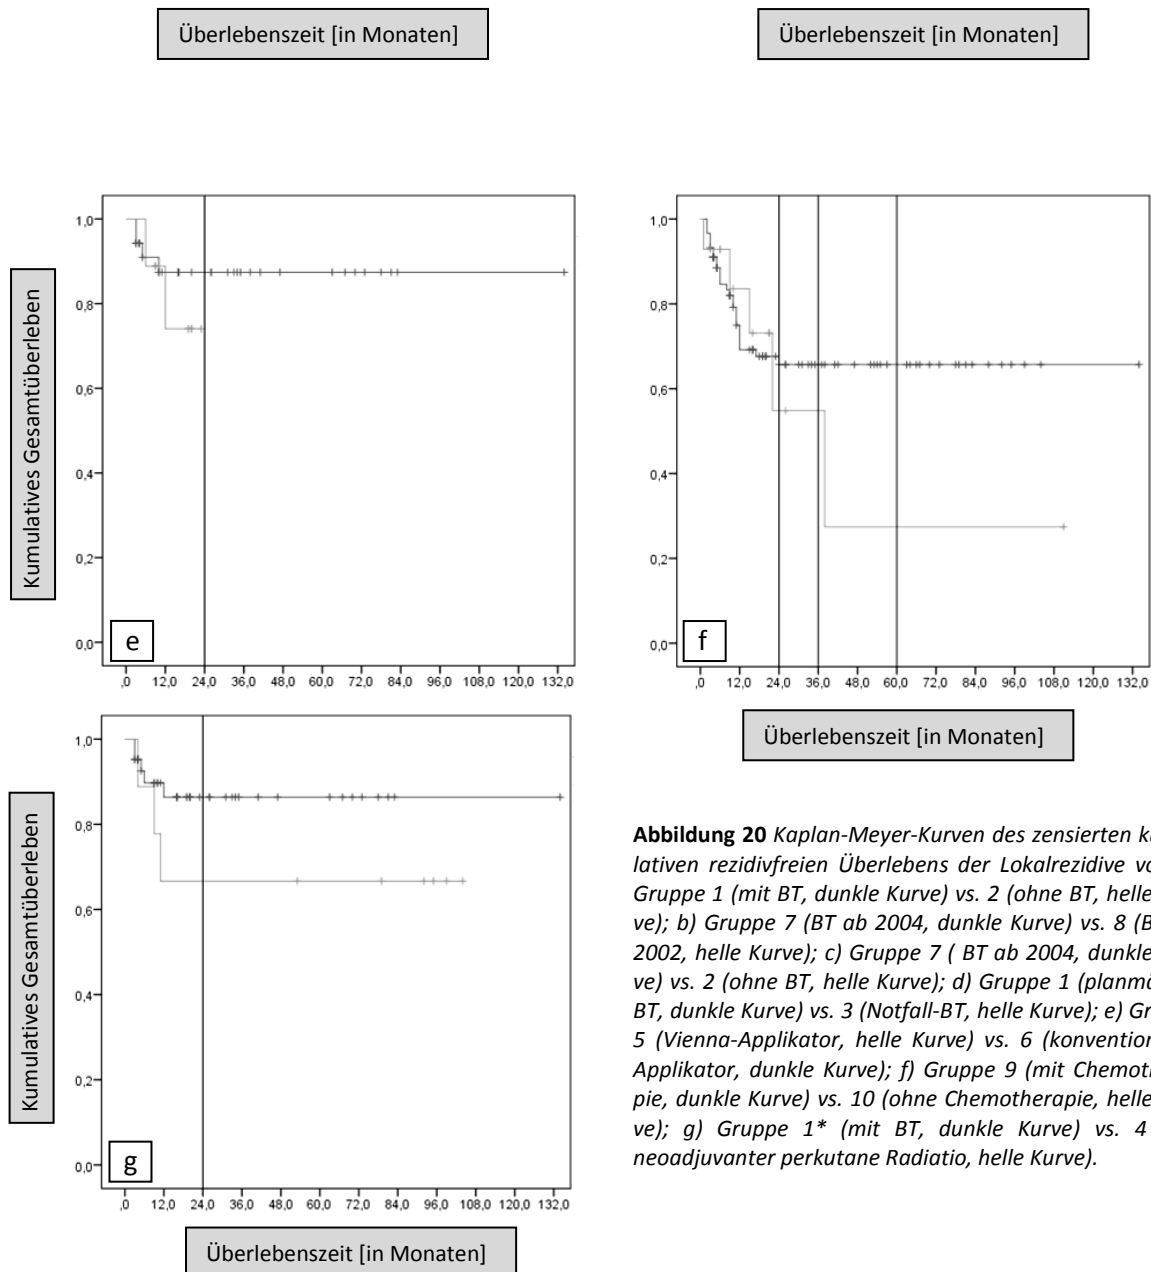 Überlebenszeit [in Monaten]
Überlebenszeit [in Monaten]
Kumulatives Gesamtüberleben
1,0
0,8
0,6
0,4
0,2
0,0
e
,0 12,0 24,0 36,0 48,0 60,0 72,0 84,0 96,0 108,0 120,0 132,0
1,0
0,8
0,6
0,4
0,2
0,0
f
,0 12,0 24,0 36,0 48,0 60,0 72,0 84,0 96,0 108,0 120,0 132,0
Überlebenszeit [in Monaten]
Kumulatives Gesamtüberleben
1,0
0,8
0,6
0,4
0,2
0,0
g
,0 12,0 24,0 36,0 48,0 60,0 72,0 84,0 96,0 108,0 120,0 132,0
Überlebenszeit [in Monaten]
Abbildung 20 Kaplan-Meyer-Kurven des zensierten ku
lativen rezidivfreien Überlebens der Lokalrezidive vo
Gruppe 1 (mit BT, dunkle Kurve) vs. 2 (ohne BT, helle
ve); b) Gruppe 7 (BT ab 2004, dunkle Kurve) vs. 8 (B
2002, helle Kurve); c) Gruppe 7 ( BT ab 2004, dunkle
ve) vs. 2 (ohne BT, helle Kurve); d) Gruppe 1 (planmä
BT, dunkle Kurve) vs. 3 (Notfall-BT, helle Kurve); e) Gr
5 (Vienna-Applikator, helle Kurve) vs. 6 (konvention
Applikator, dunkle Kurve); f) Gruppe 9 (mit Chemoth
pie, dunkle Kurve) vs. 10 (ohne Chemotherapie, helle
ve); g) Gruppe 1* (mit BT, dunkle Kurve) vs. 4
neoadjuvanter perkutane Radiatio, helle Kurve).